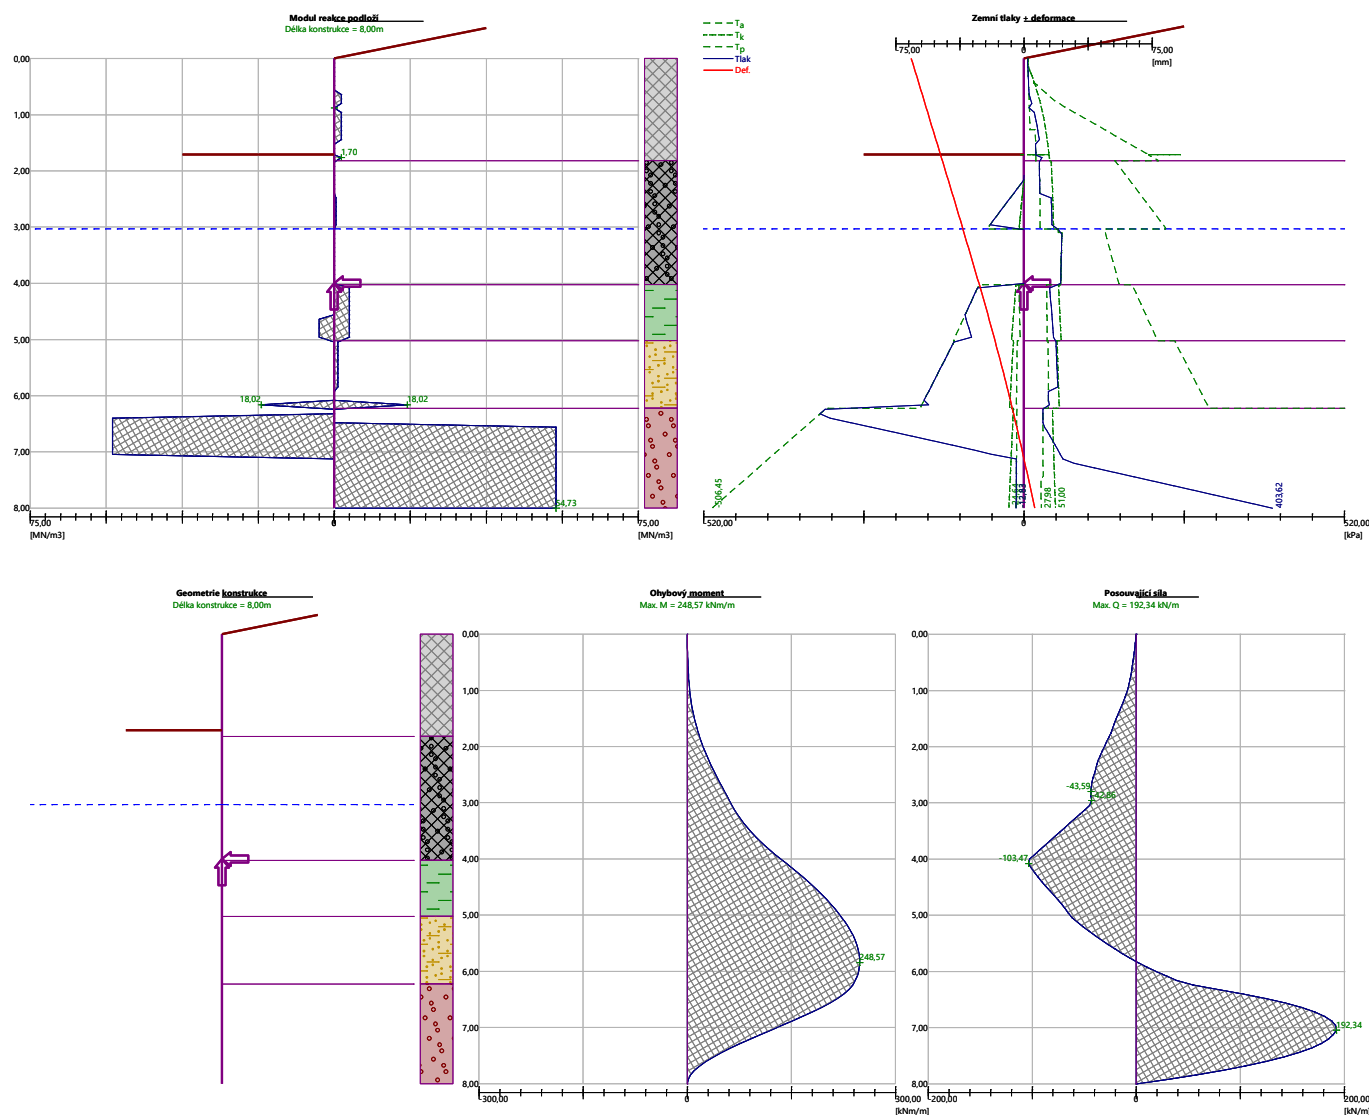 Modul reakce podloží
Délka konstrukce = 8,00m
0,00
1,00
2,00
3,00
4,00
5,00
6,00
7,00
8,00
1,70
18,02
18,02
54,73
75,00
0
75,00
[MN/m3]
[MN/m3]
Ta
Tk
Tp
Tlak
Def.
Zemní tlaky + deformace
-75,00
0
75,00
[mm]
-506,45
27,98
51,00
403,62
-520,00
0
520,00
[kPa]
Geometrie konstrukce
Délka konstrukce = 8,00m
Ohybový moment
Max. M = 248,57 kNm/m
0,00
1,00
2,00
3,00
4,00
5,00
6,00
7,00
8,00
248,57
-300,00
0
300,00
[kNm/m]
Posouvající síla
Max. Q = 192,34 kN/m
0,00
1,00
2,00
3,00
4,00
5,00
6,00
7,00
8,00
-43,59
-103,47
192,34
-200,00
0
200,00
[kN/m]